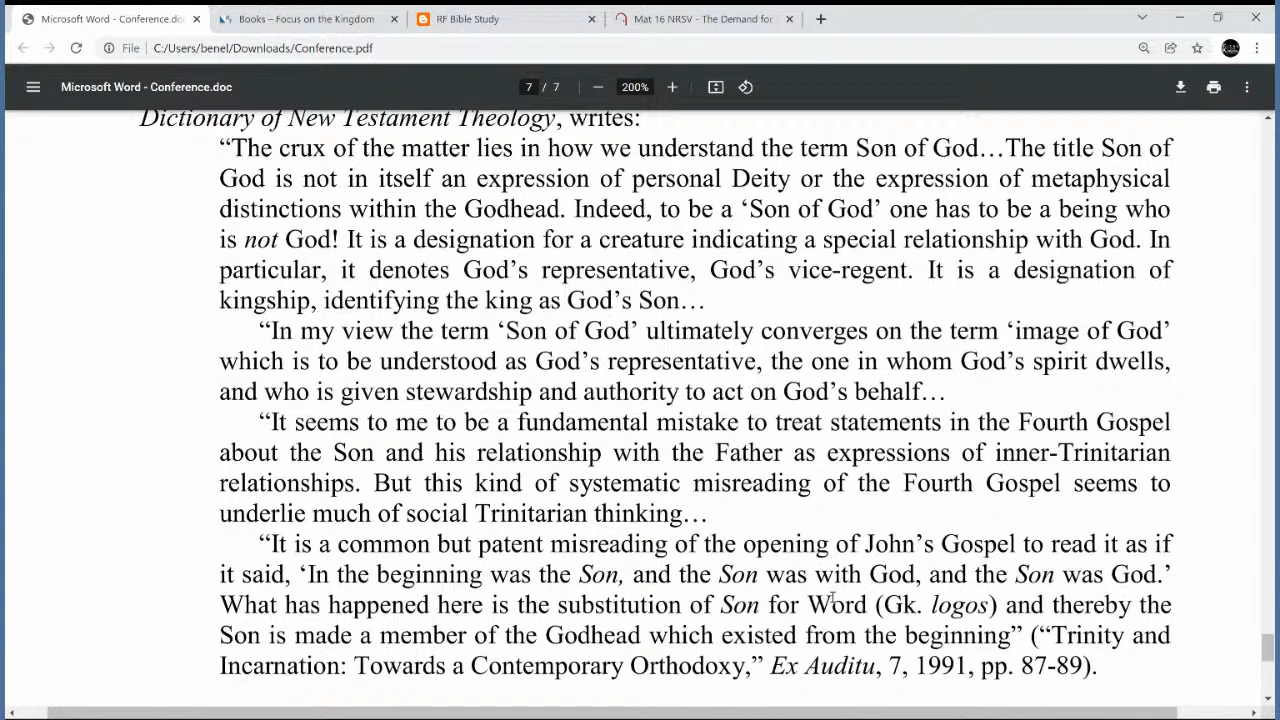 Microsoft Word - Conference.doc
Books – Focus on the Kingdom
RF Bible Study
Mat 16 NRSV - The Demand for
File
C:/Users/benel/Downloads/Conference.pdf
Microsoft Word - Conference.doc
7 / 7
200%
Dictionary of New Testament Theology, writes:
“The crux of the matter lies in how we understand the term Son of God…The title Son of
God is not in itself an expression of personal Deity or the expression of metaphysical
distinctions within the Godhead. Indeed, to be a ‘Son of God’ one has to be a being who
is not God! It is a designation for a creature indicating a special relationship with God. In
particular, it denotes God’s representative, God’s vice-regent. It is a designation of
kingship, identifying the king as God’s Son…
“In my view the term ‘Son of God’ ultimately converges on the term ‘image of God’
which is to be understood as God’s representative, the one in whom God’s spirit dwells,
and who is given stewardship and authority to act on God’s behalf…
“It seems to me to be a fundamental mistake to treat statements in the Fourth Gospel
about the Son and his relationship with the Father as expressions of inner-Trinitarian
relationships. But this kind of systematic misreading of the Fourth Gospel seems to
underlie much of social Trinitarian thinking…
“It is a common but patent misreading of the opening of John’s Gospel to read it as if
it said, ‘In the beginning was the Son, and the Son was with God, and the Son was God.’
What has happened here is the substitution of Son for Word (Gk. logos) and thereby the
Son is made a member of the Godhead which existed from the beginning” (“Trinity and
Incarnation: Towards a Contemporary Orthodoxy,” Ex Auditu, 7, 1991, pp. 87-89).